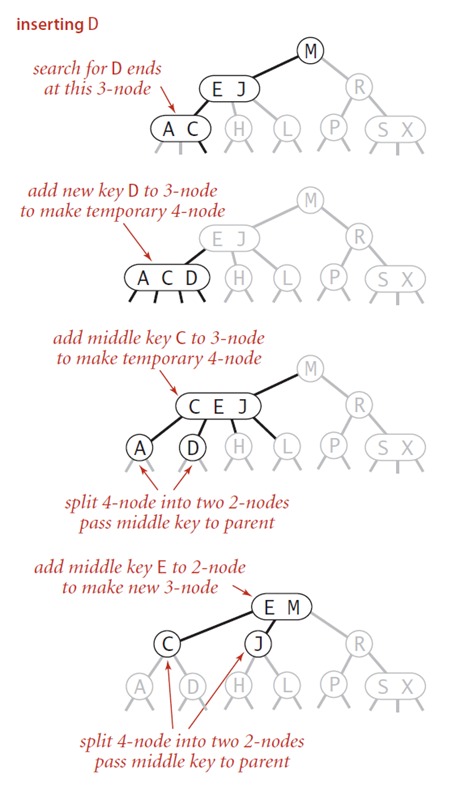 inserting D
M
search for D ends
at this 3-node
E J
R
A C
H
L
P
S X
add new key D to 3-node
to make temporary 4-node
M
E J
R
A C D
H
L
P
S X
add middle key C to 3-node
to make temporary 4-node
M
C E J
R
A
D
H
L
P
S X
split 4-node into two 2-nodes
pass middle key to parent
add middle key E to 2-node
to make new 3-node
E M
C
J
R
A
D
H
L
P
S X
split 4-node into two 2-nodes
pass middle key to parent